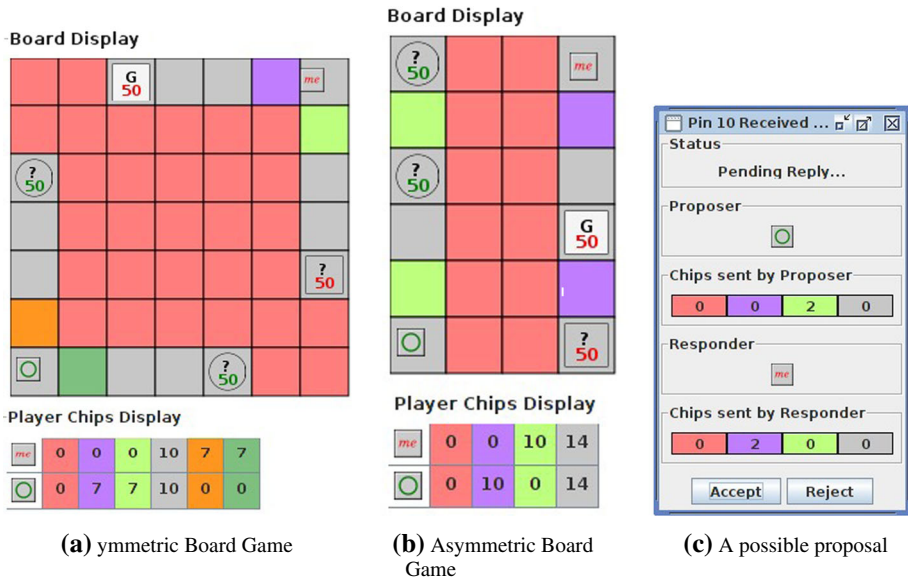 Board Display
G
50
me
?
50
?
50
?
50
Player Chips Display
me 0 0 0 10 7 7
0 7 7 10 0 0
(a) ymmetric Board Game
Board Display
?
50
me
?
50
G
50
?
50
Player Chips Display
me 0 0 10 14
0 10 0 14
(b) Asymmetric Board
Game
Pin 10 Received ...
Status
Pending Reply...
Proposer
Chips sent by Proposer
0 0 2 0
Responder
me
Chips sent by Responder
0 2 0 0
Accept Reject
(c) A possible proposal